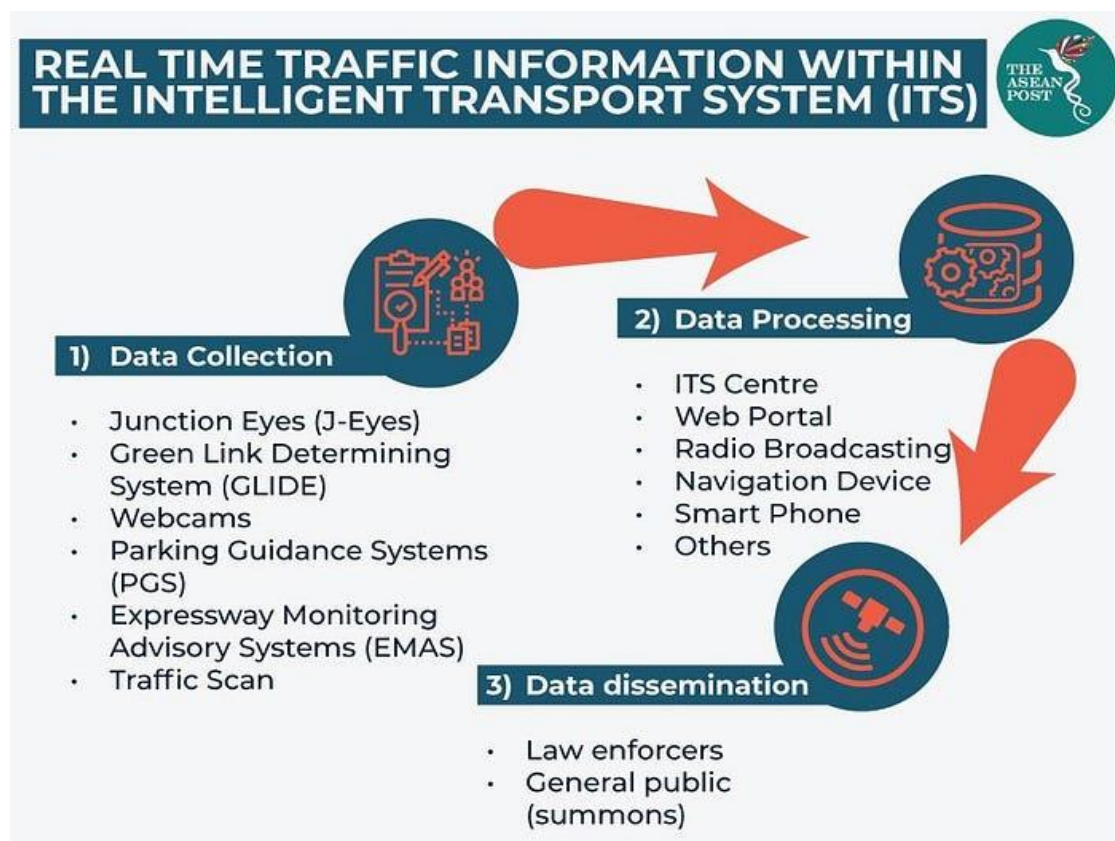 REAL TIME TRAFFIC INFORMATION WITHIN
THE INTELLIGENT TRANSPORT SYSTEM (ITS)
THE
ASEAN
POST
1) Data Collection
• Junction Eyes (J-Eyes)
• Green Link Determining
System (GLIDE)
• Webcams
• Parking Guidance Systems
(PGS)
• Expressway Monitoring
Advisory Systems (EMAS)
• Traffic Scan
2) Data Processing
• ITS Centre
• Web Portal
• Radio Broadcasting
• Navigation Device
• Smart Phone
• Others
3) Data dissemination
• Law enforcers
• General public
(summons)